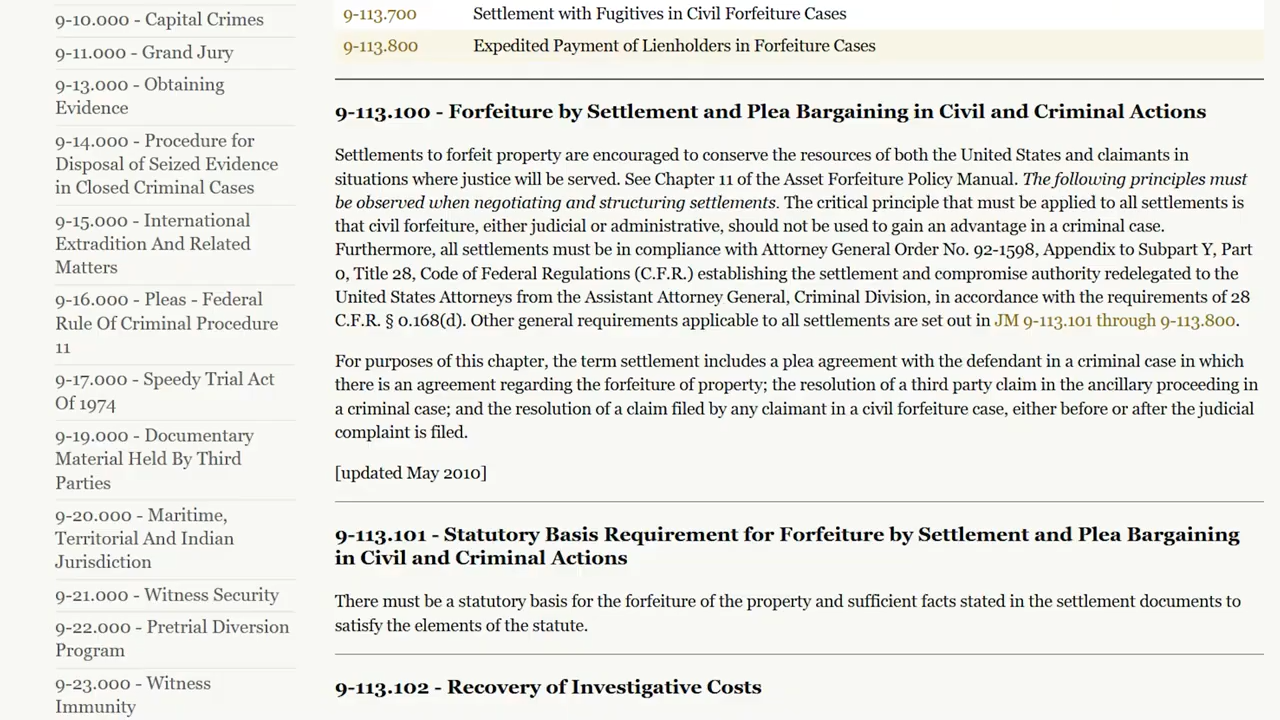 9-10.000 - Capital Crimes
9-11.000 - Grand Jury
9-13.000 - Obtaining
Evidence
9-14.000 - Procedure for
Disposal of Seized Evidence
in Closed Criminal Cases
9-15.000 - International
Extradition And Related
Matters
9-16.000 - Pleas - Federal
Rule Of Criminal Procedure
11
9-17.000 - Speedy Trial Act
Of 1974
9-19.000 - Documentary
Material Held By Third
Parties
9-20.000 - Maritime,
Territorial And Indian
Jurisdiction
9-21.000 - Witness Security
9-22.000 - Pretrial Diversion
Program
9-23.000 - Witness
Immunity
9-113.700 Settlement with Fugitives in Civil Forfeiture Cases
9-113.800 Expedited Payment of Lienholders in Forfeiture Cases
9-113.100 - Forfeiture by Settlement and Plea Bargaining in Civil and Criminal Actions
Settlements to forfeit property are encouraged to conserve the resources of both the United States and claimants in
situations where justice will be served. See Chapter 11 of the Asset Forfeiture Policy Manual. The following principles must
be observed when negotiating and structuring settlements. The critical principle that must be applied to all settlements is
that civil forfeiture, either judicial or administrative, should not be used to gain an advantage in a criminal case.
Furthermore, all settlements must be in compliance with Attorney General Order No. 92-1598, Appendix to Subpart Y, Part
0, Title 28, Code of Federal Regulations (C.F.R.) establishing the settlement and compromise authority redelegated to the
United States Attorneys from the Assistant Attorney General, Criminal Division, in accordance with the requirements of 28
C.F.R. § 0.168(d). Other general requirements applicable to all settlements are set out in JM 9-113.101 through 9-113.800.
For purposes of this chapter, the term settlement includes a plea agreement with the defendant in a criminal case in which
there is an agreement regarding the forfeiture of property; the resolution of a third party claim in the ancillary proceeding in
a criminal case; and the resolution of a claim filed by any claimant in a civil forfeiture case, either before or after the judicial
complaint is filed.
[updated May 2010]
9-113.101 - Statutory Basis Requirement for Forfeiture by Settlement and Plea Bargaining
in Civil and Criminal Actions
There must be a statutory basis for the forfeiture of the property and sufficient facts stated in the settlement documents to
satisfy the elements of the statute.
9-113.102 - Recovery of Investigative Costs